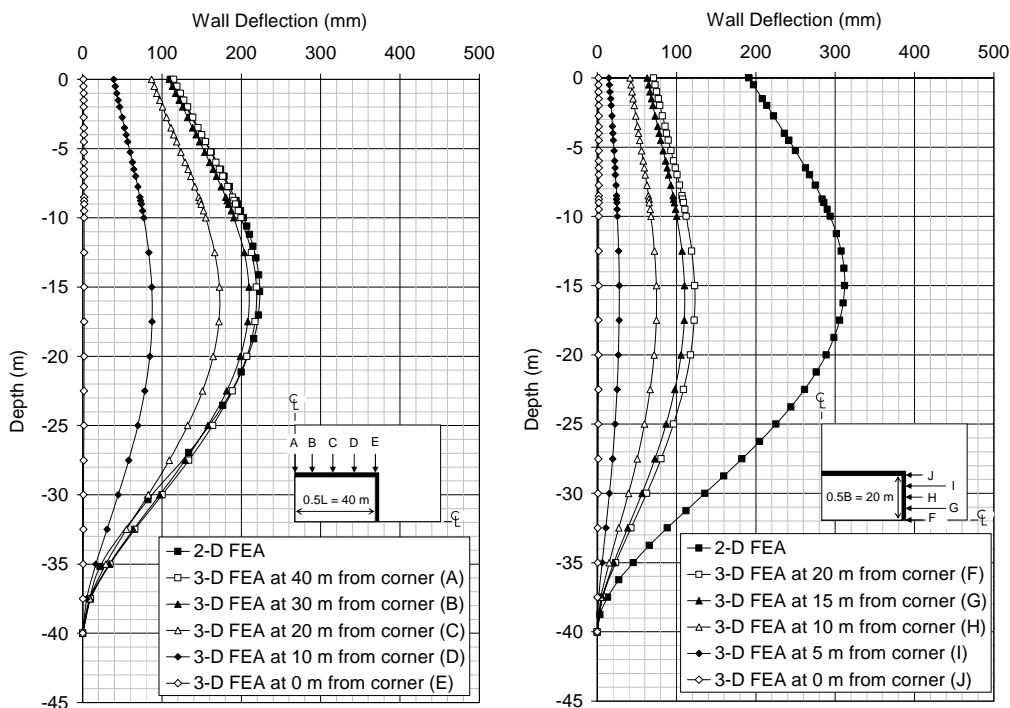 Wall Deflection (mm)
0 100 200 300 400 500
0
-5
-10
-15
-20
-25
-30
-35
-40
-45
Depth (m)
℄
A B C D E
0.5L = 40 m
℄
2-D FEA
3-D FEA at 40 m from corner (A)
3-D FEA at 30 m from corner (B)
3-D FEA at 20 m from corner (C)
3-D FEA at 10 m from corner (D)
3-D FEA at 0 m from corner (E)
Wall Deflection (mm)
0 100 200 300 400 500
0
-5
-10
-15
-20
-25
-30
-35
-40
-45
Depth (m)
℄
J
I
H
G
F
0.5B = 20 m
℄
2-D FEA
3-D FEA at 20 m from corner (F)
3-D FEA at 15 m from corner (G)
3-D FEA at 10 m from corner (H)
3-D FEA at 5 m from corner (I)
3-D FEA at 0 m from corner (J)